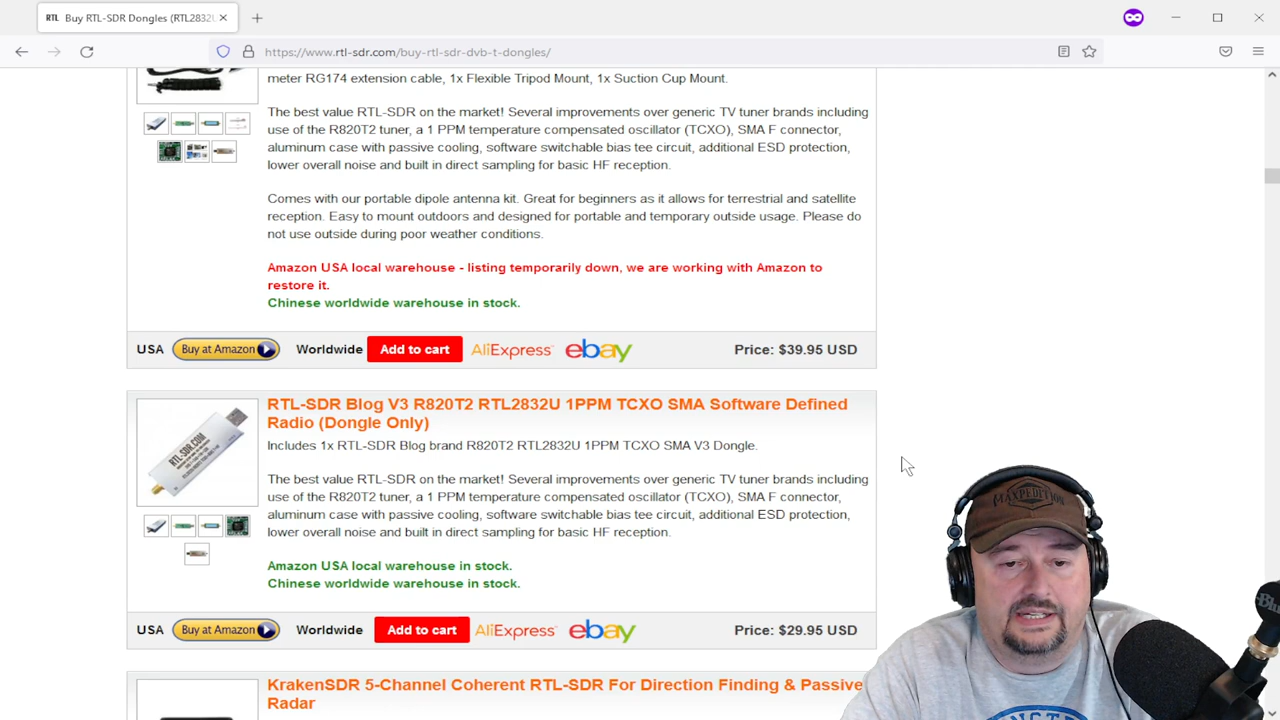 RTL Buy RTL-SDR Dongles (RTL2832U
https://www.rtl-sdr.com/buy-rtl-sdr-dvb-t-dongles/
meter RG174 extension cable, 1x Flexible Tripod Mount, 1x Suction Cup Mount.
The best value RTL-SDR on the market! Several improvements over generic TV tuner brands including
use of the R820T2 tuner, a 1 PPM temperature compensated oscillator (TCXO), SMA F connector,
aluminum case with passive cooling, software switchable bias tee circuit, additional ESD protection,
lower overall noise and built in direct sampling for basic HF reception.
Comes with our portable dipole antenna kit. Great for beginners as it allows for terrestrial and satellite
reception. Easy to mount outdoors and designed for portable and temporary outside usage. Please do
not use outside during poor weather conditions.
Amazon USA local warehouse - listing temporarily down, we are working with Amazon to
restore it.
Chinese worldwide warehouse in stock.
USA Buy at Amazon Worldwide Add to cart AliExpress ebay Price: $39.95 USD
RTL-SDR Blog V3 R820T2 RTL2832U 1PPM TCXO SMA Software Defined
Radio (Dongle Only)
Includes 1x RTL-SDR Blog brand R820T2 RTL2832U 1PPM TCXO SMA V3 Dongle.
RTL-SDR.COM
The best value RTL-SDR on the market! Several improvements over generic TV tuner brands including
use of the R820T2 tuner, a 1 PPM temperature compensated oscillator (TCXO), SMA F connector,
aluminum case with passive cooling, software switchable bias tee circuit, additional ESD protection,
lower overall noise and built in direct sampling for basic HF reception.
Amazon USA local warehouse in stock.
Chinese worldwide warehouse in stock.
USA Buy at Amazon Worldwide Add to cart AliExpress ebay Price: $29.95 USD
KrakenSDR 5-Channel Coherent RTL-SDR For Direction Finding & Passive
Radar
MAXPEDITION